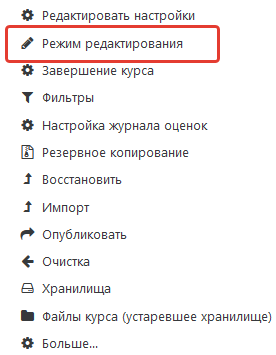 Редактировать настройки
Режим редактирования
Завершение курса
Фильтры
Настройка журнала оценок
Резервное копирование
Восстановить
Импорт
Опубликовать
Очистка
Хранилища
Файлы курса (устаревшее хранилище)
Больше...